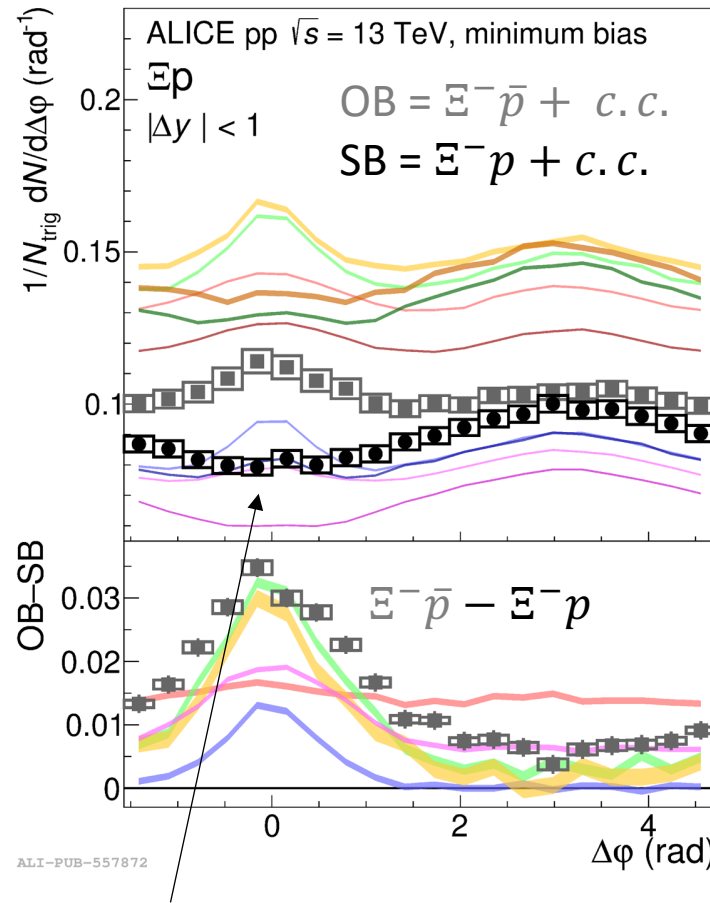 ALICE pp √s = 13 TeV, minimum bias
Ξp
|Δy| < 1
OB = Ξ⁻p̄ + c.c.
SB = Ξ⁻p + c.c.
1/N_trig dN/dΔφ (rad⁻¹)
0.2
0.15
0.1
OB–SB
Ξ⁻p̄ − Ξ⁻p
0.03
0.02
0.01
0
0 2 4
Δφ (rad)
ALI-PUB-557872